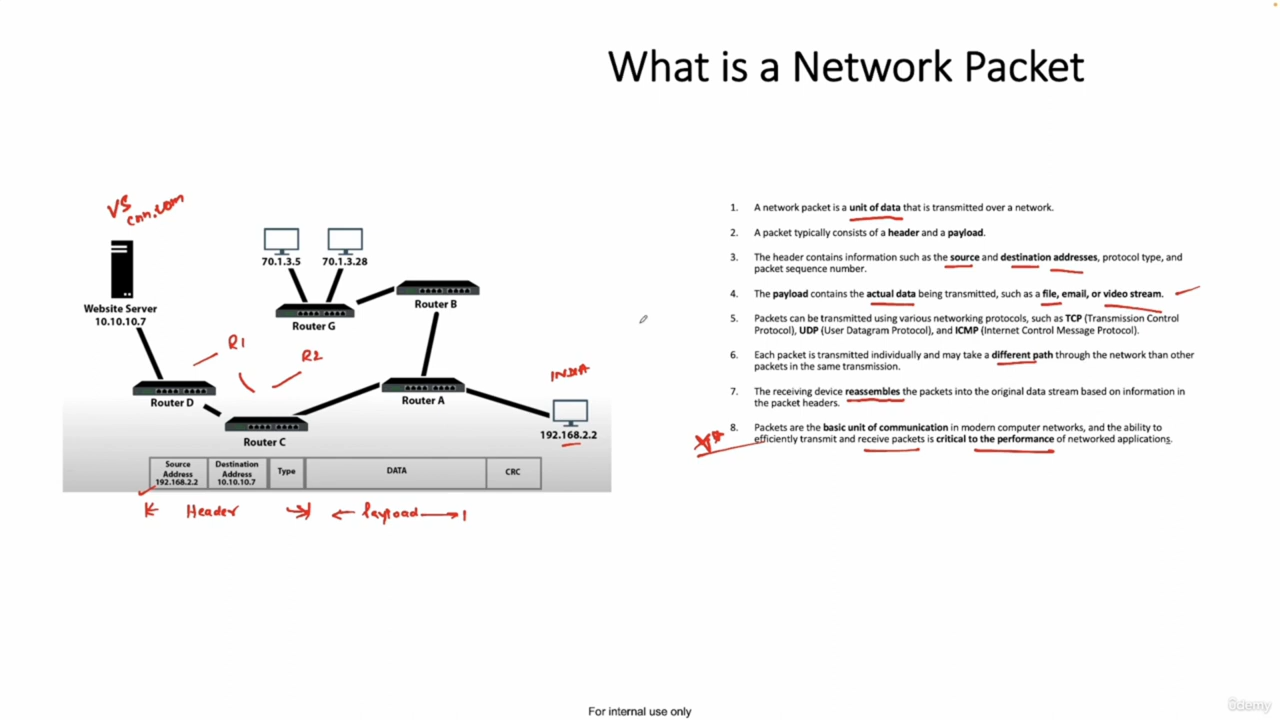 What is a Network Packet
US
cnn.com
70.1.3.5
70.1.3.28
Router B
Website Server
10.10.10.7
Router G
R1
R2
INDIA
Router D
Router A
Router C
192.168.2.2
Source
Address
192.168.2.2
Destination
Address
10.10.10.7
Type
DATA
CRC
Header
Payload
1. A network packet is a unit of data that is transmitted over a network.
2. A packet typically consists of a header and a payload.
3. The header contains information such as the source and destination addresses, protocol type, and
packet sequence number.
4. The payload contains the actual data being transmitted, such as a file, email, or video stream.
5. Packets can be transmitted using various networking protocols, such as TCP (Transmission Control
Protocol), UDP (User Datagram Protocol), and ICMP (Internet Control Message Protocol).
6. Each packet is transmitted individually and may take a different path through the network than other
packets in the same transmission.
7. The receiving device reassembles the packets into the original data stream based on information in
the packet headers.
8. Packets are the basic unit of communication in modern computer networks, and the ability to
efficiently transmit and receive packets is critical to the performance of networked applications.
For internal use only
ûdemy